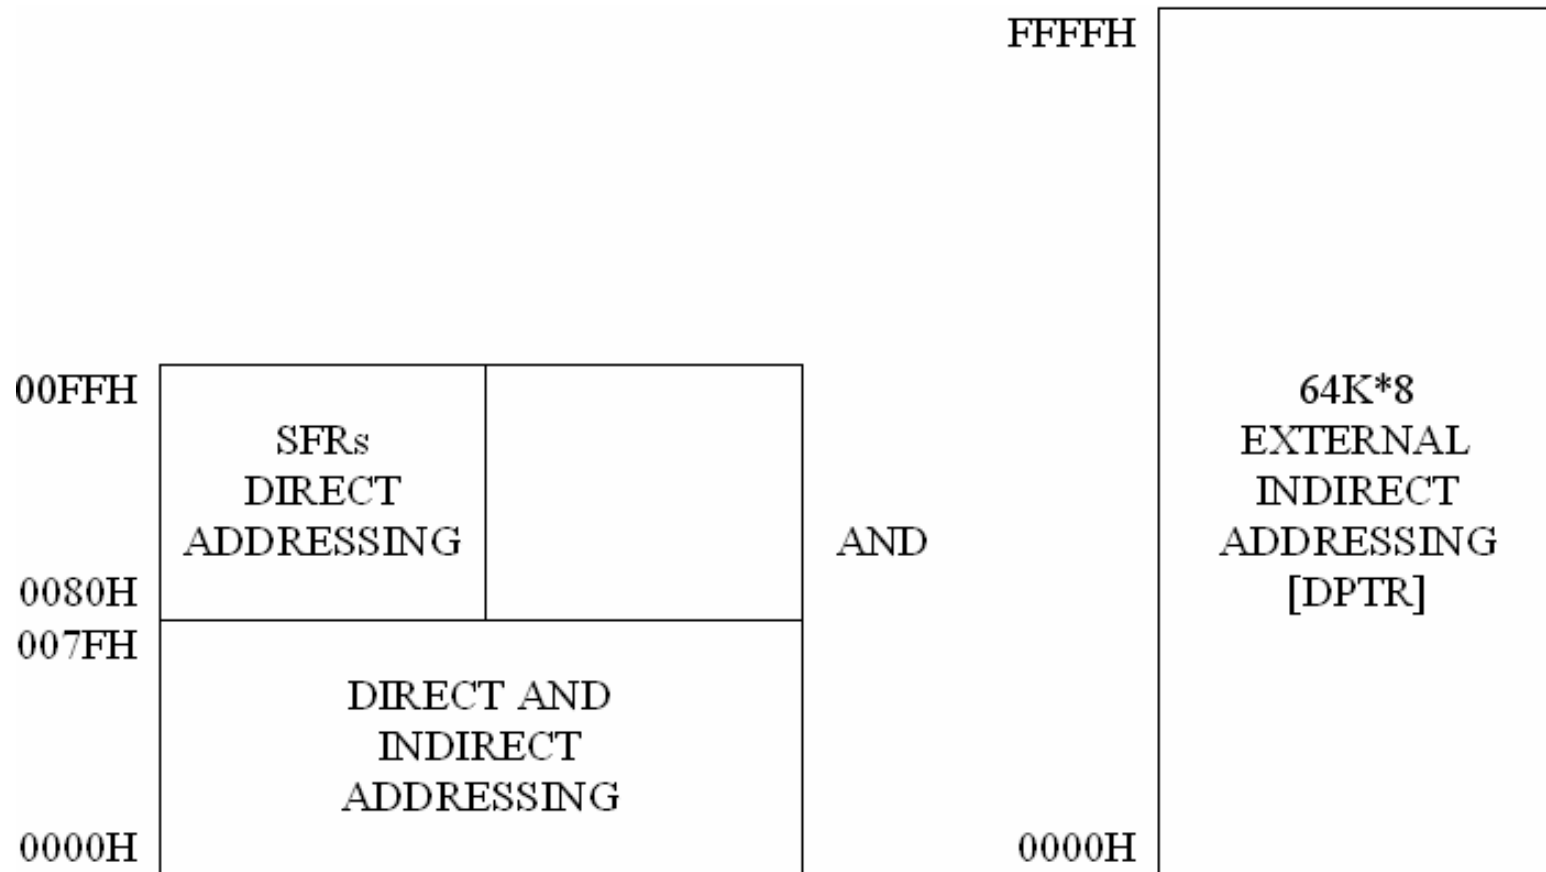 FFFFH
00FFH
SFRs
DIRECT
ADDRESSING
0080H
007FH
DIRECT AND
INDIRECT
ADDRESSING
0000H
AND
64K*8
EXTERNAL
INDIRECT
ADDRESSING
[DPTR]
0000H